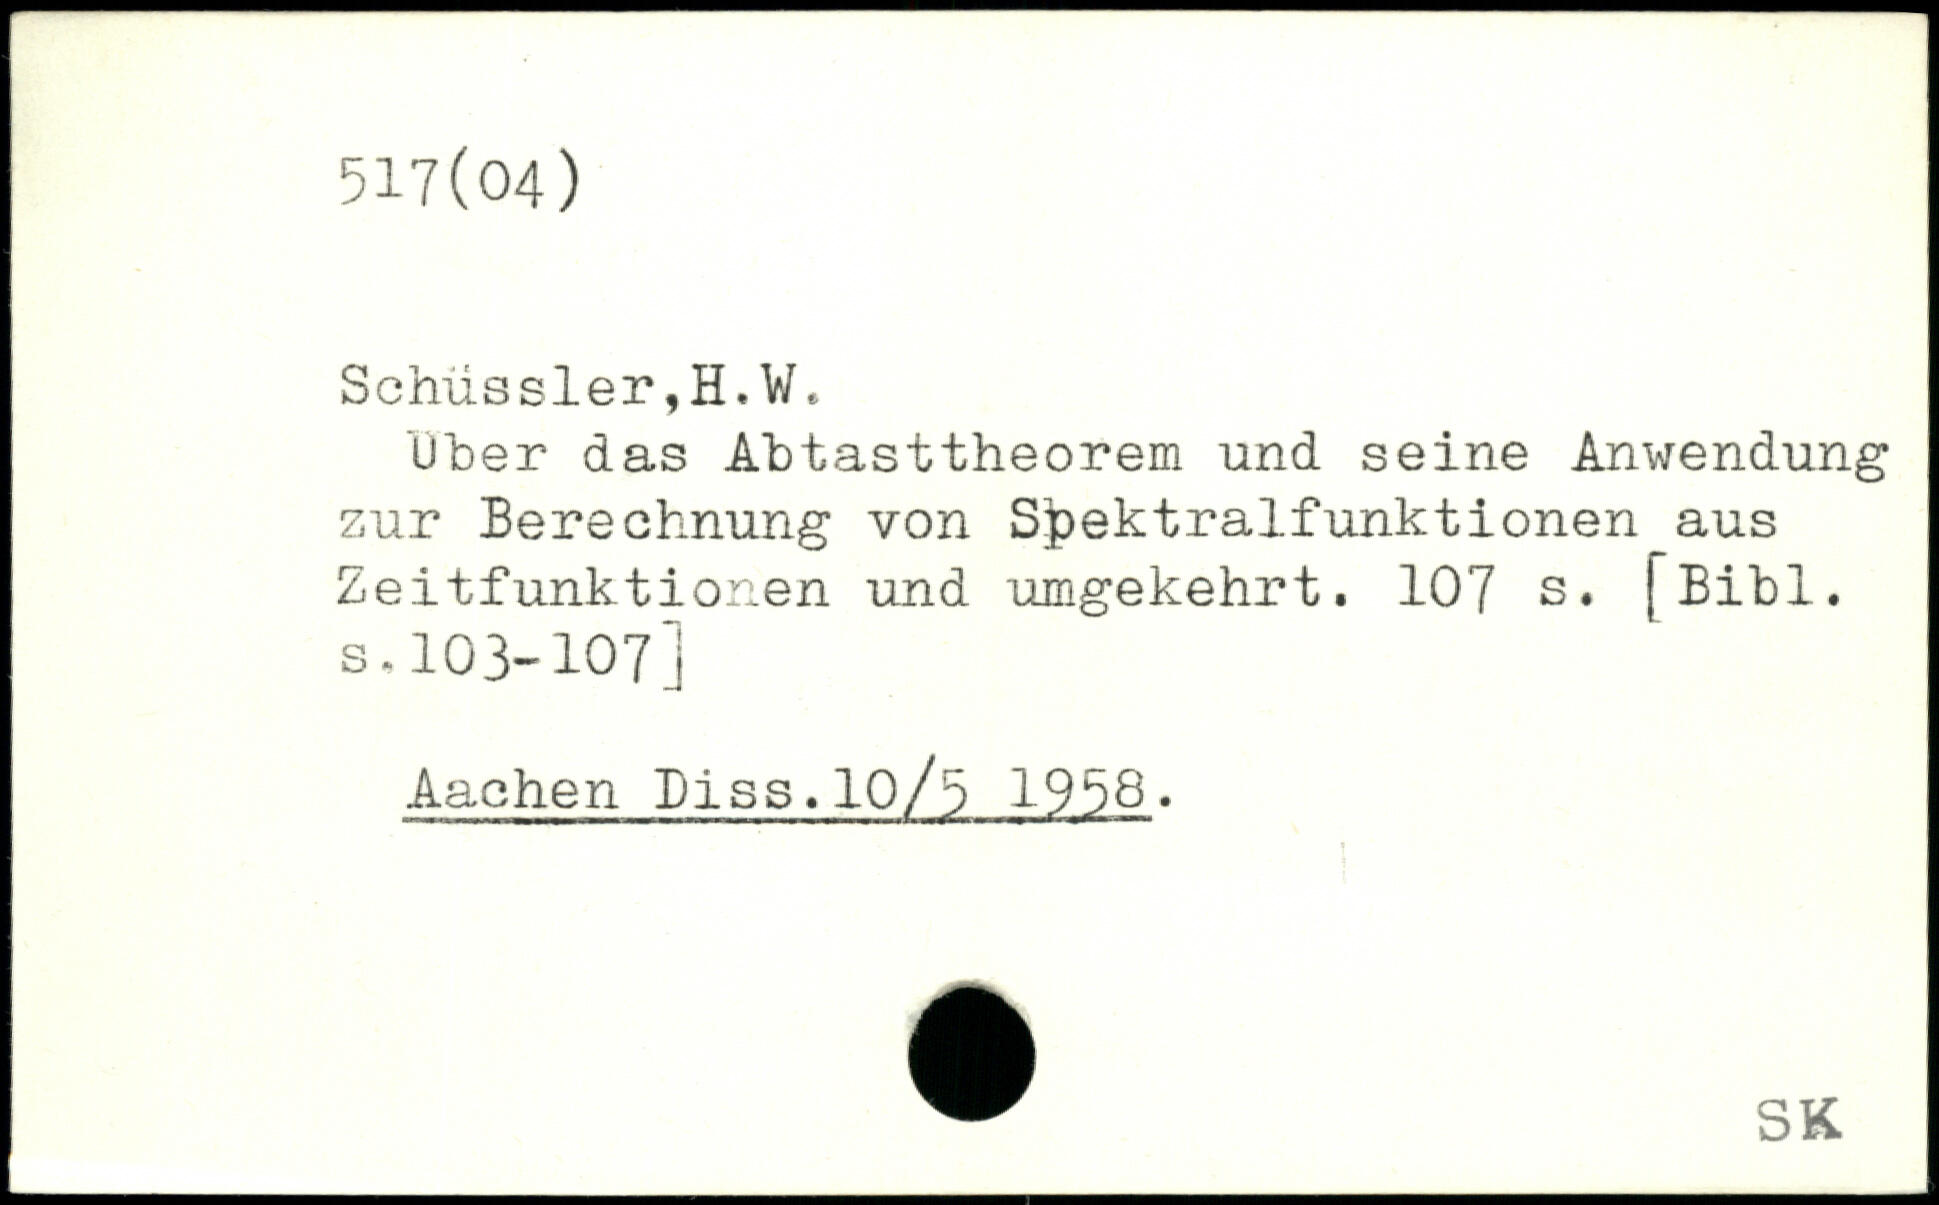 517(04)
Schüssler,H.W.
Über das Abtasttheorem und seine Anwendung
zur Berechnung von Spektralfunktionen aus
Zeitfunktionen und umgekehrt. 107 s. [Bibl.
s.103-107]
Aachen Diss.10/5 1958.
SK